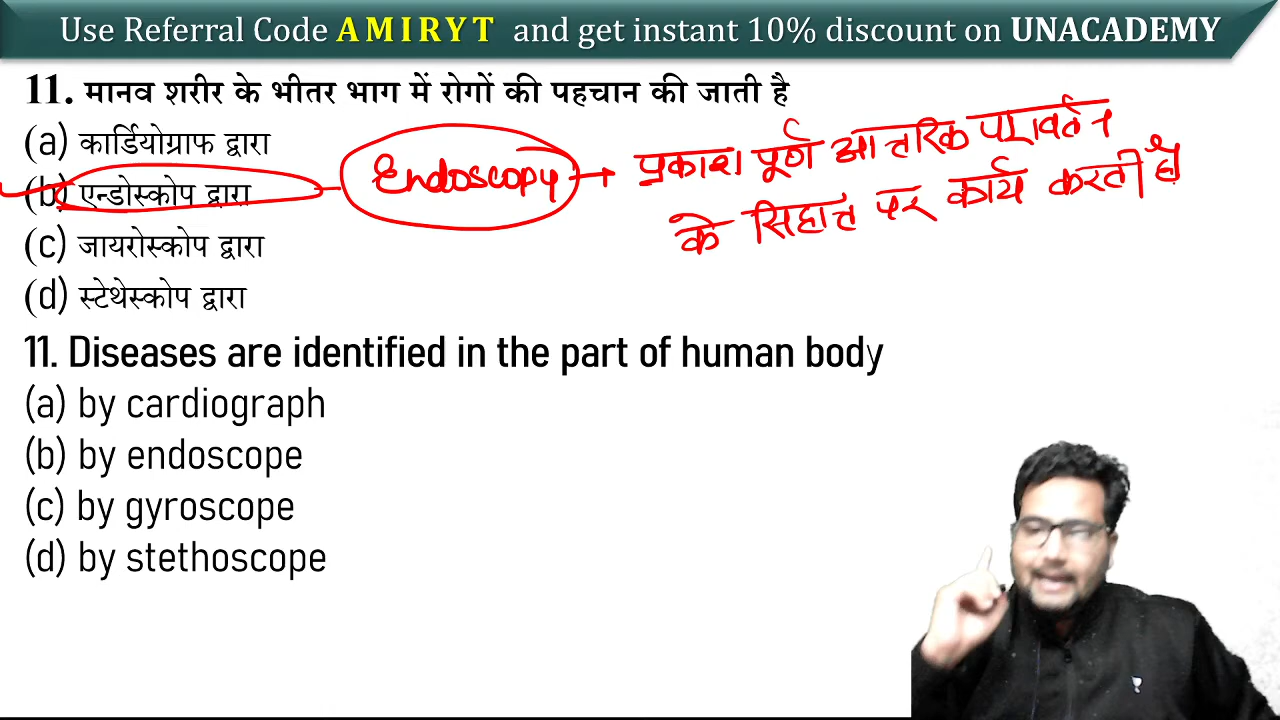 Use Referral Code AMIRYT and get instant 10% discount on UNACADEMY
11. मानव शरीर के भीतर भाग में रोगों की पहचान की जाती है
(a) कार्डियोग्राफ द्वारा
(b) एन्डोस्कोप द्वारा
Endoscopy → प्रकाश पूर्ण आन्तरिक परावर्तन
के सिद्धान्त पर कार्य करती है
(c) जायरोस्कोप द्वारा
(d) स्टेथेस्कोप द्वारा
11. Diseases are identified in the part of human body
(a) by cardiograph
(b) by endoscope
(c) by gyroscope
(d) by stethoscope